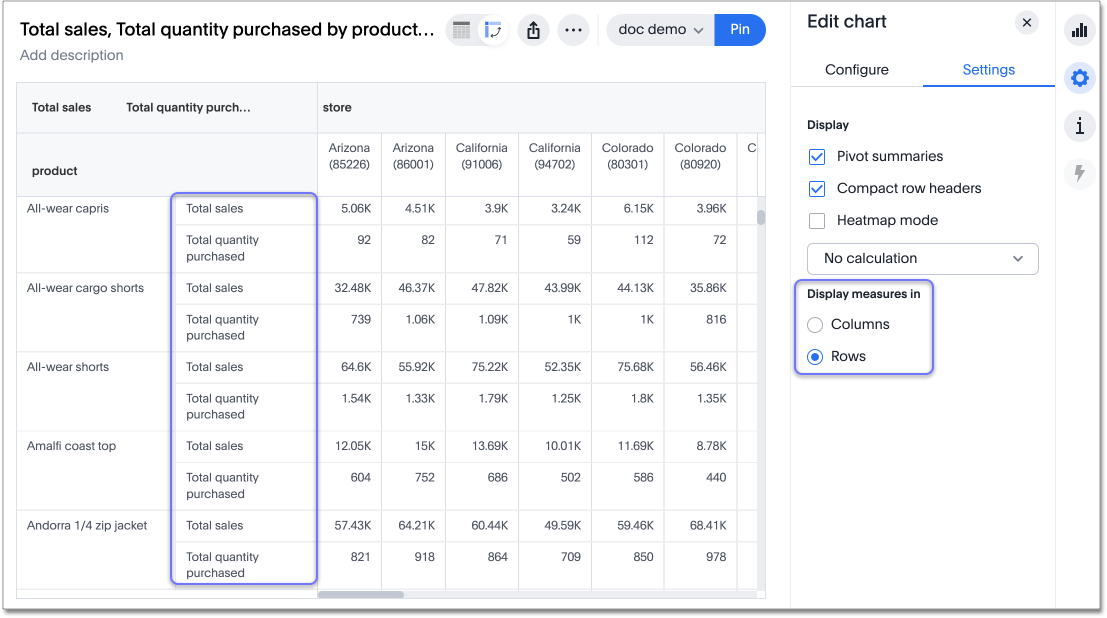 Total sales, Total quantity purchased by product...
doc demo
Pin
Add description
Total sales Total quantity purch... store
product
Arizona (85226) Arizona (86001) California (91006) California (94702) Colorado (80301) Colorado (80920) C
All-wear capris Total sales 5.06K 4.51K 3.9K 3.24K 6.15K 3.96K
Total quantity purchased 92 82 71 59 112 72
All-wear cargo shorts Total sales 32.48K 46.37K 47.82K 43.99K 44.13K 35.86K
Total quantity purchased 739 1.06K 1.09K 1K 1K 816
All-wear shorts Total sales 64.6K 55.92K 75.22K 52.35K 75.68K 56.46K
Total quantity purchased 1.54K 1.33K 1.79K 1.25K 1.8K 1.35K
Amalfi coast top Total sales 12.05K 15K 13.69K 10.01K 11.69K 8.78K
Total quantity purchased 604 752 686 502 586 440
Andorra 1/4 zip jacket Total sales 57.43K 64.21K 60.44K 49.59K 59.46K 68.41K
Total quantity purchased 821 918 864 709 850 978
Edit chart
Configure Settings
Display
Pivot summaries
Compact row headers
Heatmap mode
No calculation
Display measures in
Columns
Rows